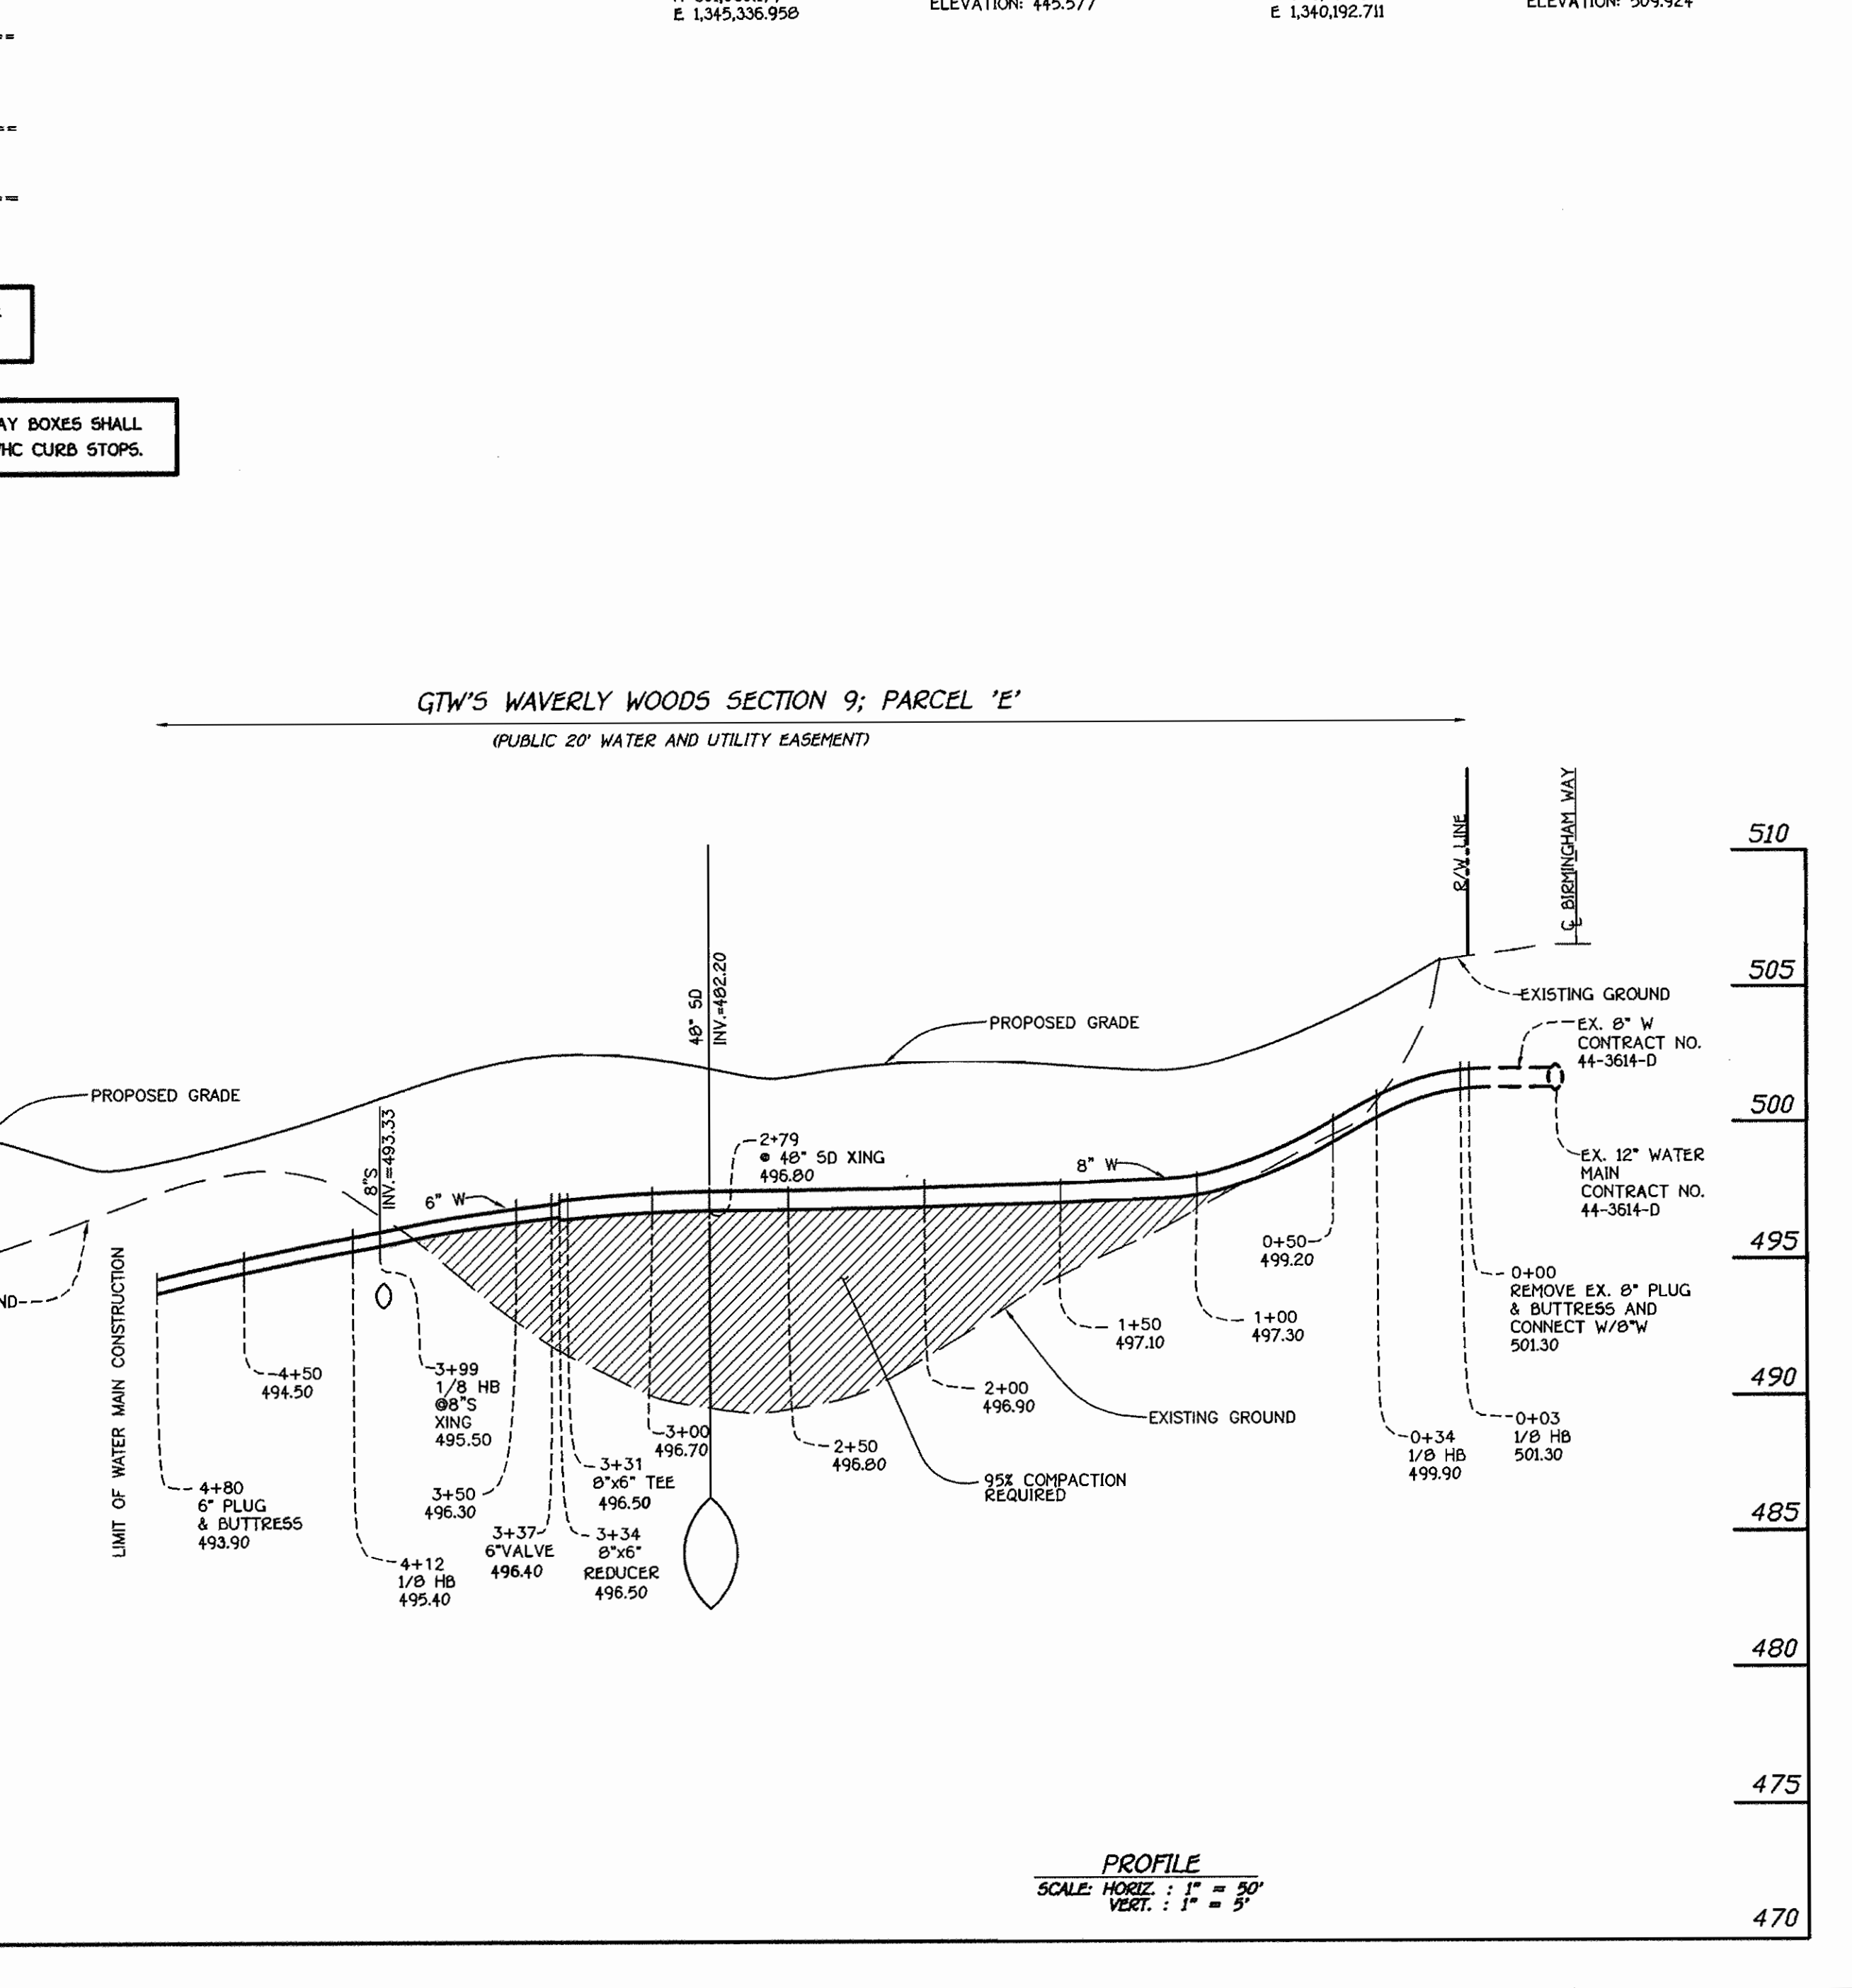 E 1,345,336.958
ELEVATION: 445.577
E 1,340,192.711
ELEVATION: 509.924
AY BOXES SHALL
HC CURB STOPS.
GTW'S WAVERLY WOODS SECTION 9; PARCEL 'E'
(PUBLIC 20' WATER AND UTILITY EASEMENT)
R/W LINE
℄ BIRMINGHAM WAY
510
505
500
495
490
485
480
475
470
EXISTING GROUND
EX. 8" W
CONTRACT NO.
44-3614-D
EX. 12" WATER
MAIN
CONTRACT NO.
44-3614-D
48" SD
INV.=482.20
PROPOSED GRADE
PROPOSED GRADE
8"S
INV.=493.33
2+79
@ 48" SD XING
496.80
6" W
8" W
ND
LIMIT OF WATER MAIN CONSTRUCTION
0+50
499.20
0+00
REMOVE EX. 8" PLUG
& BUTTRESS AND
CONNECT W/8"W
501.30
1+00
497.30
1+50
497.10
4+50
494.50
3+99
1/8 HB
@8"S
XING
495.50
2+00
496.90
EXISTING GROUND
0+03
1/8 HB
501.30
0+34
1/8 HB
499.90
3+00
496.70
2+50
496.80
3+31
8"x6" TEE
496.50
95% COMPACTION
REQUIRED
4+80
6" PLUG
& BUTTRESS
493.90
3+50
496.30
3+37
6"VALVE
496.40
3+34
8"x6"
REDUCER
496.50
4+12
1/8 HB
495.40
PROFILE
SCALE: HORIZ. : 1" = 50'
VERT. : 1" = 5'